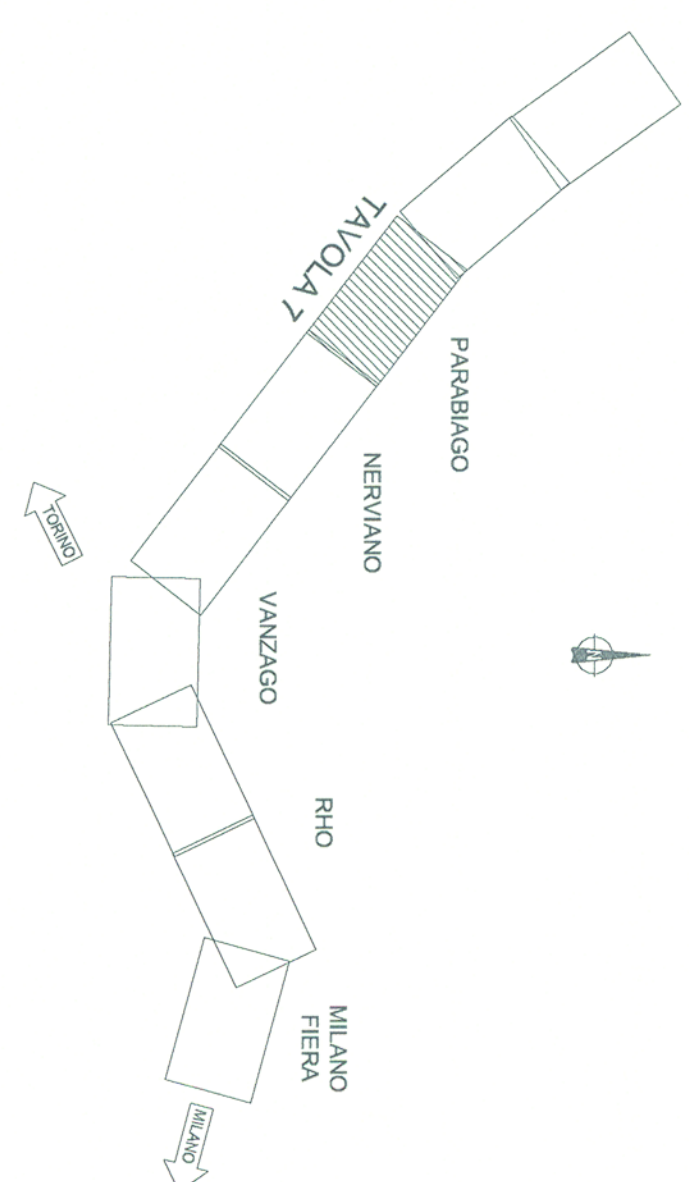 TAVOLA 7
PARABIAGO
NERVIANO
TORINO
VANZAGO
RHO
MILANO
FIERA
MILANO